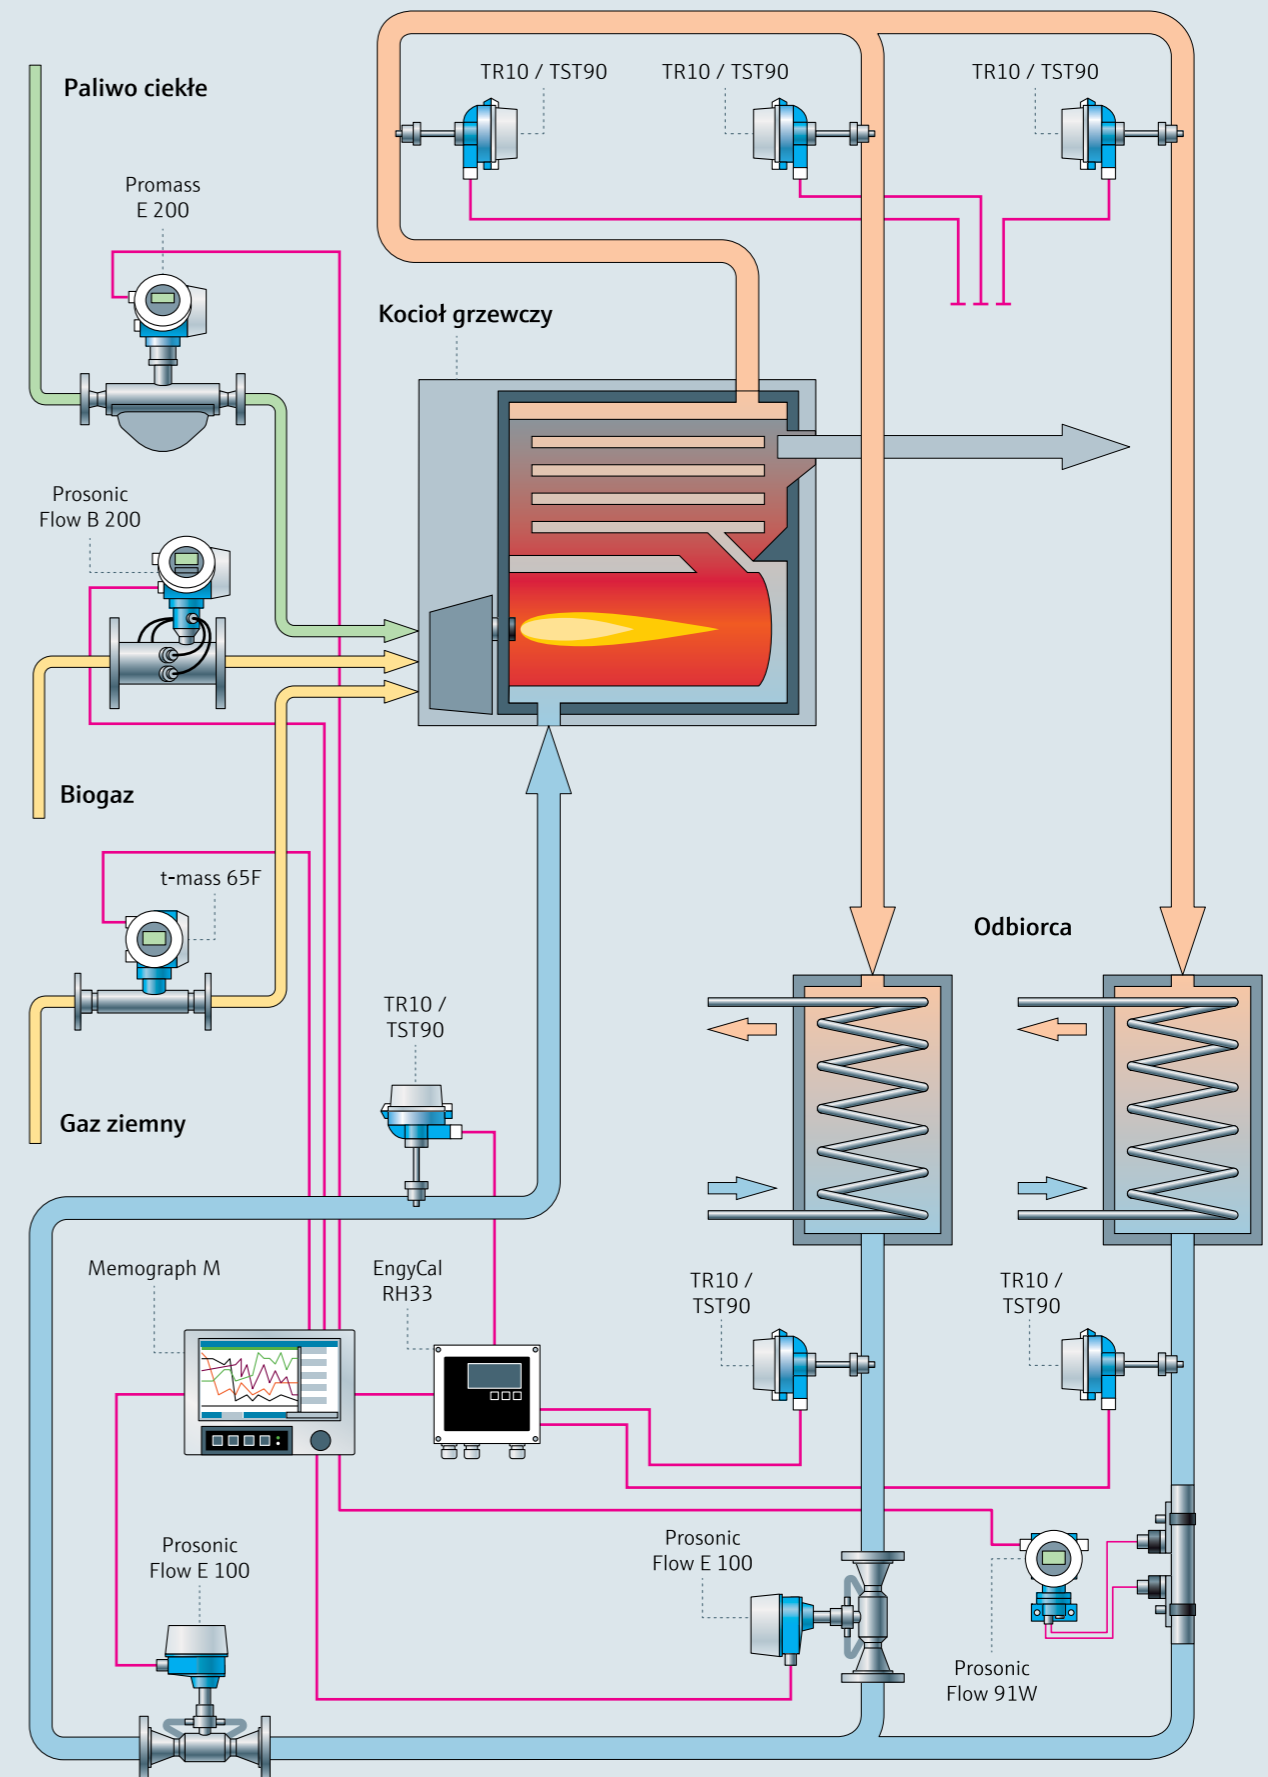 TR10 / TST90
TR10 / TST90
TR10 / TST90
Paliwo ciekłe
Promass
E 200
Kocioł grzewczy
Prosonic
Flow B 200
Biogaz
t-mass 65F
Odbiorca
TR10 /
TST90
Gaz ziemny
Memograph M
EngyCal
RH33
TR10 /
TST90
TR10 /
TST90
Prosonic
Flow E 100
Prosonic
Flow E 100
Prosonic
Flow 91W